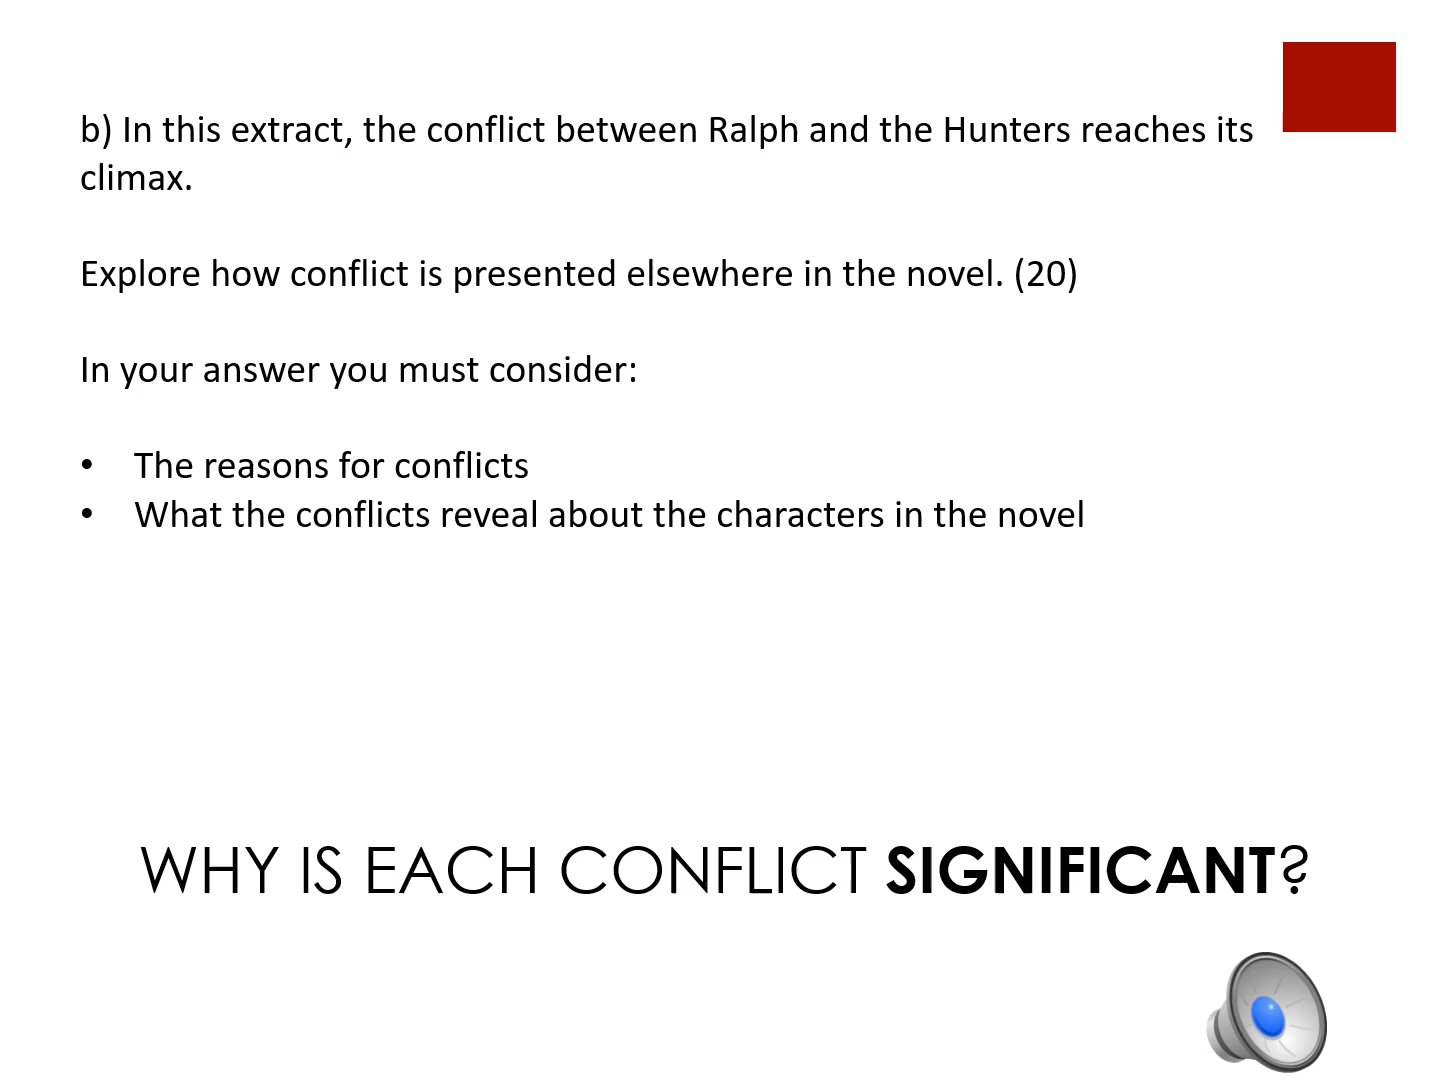 b) In this extract, the conflict between Ralph and the Hunters reaches its
climax.
Explore how conflict is presented elsewhere in the novel. (20)
In your answer you must consider:
• The reasons for conflicts
• What the conflicts reveal about the characters in the novel
WHY IS EACH CONFLICT SIGNIFICANT?